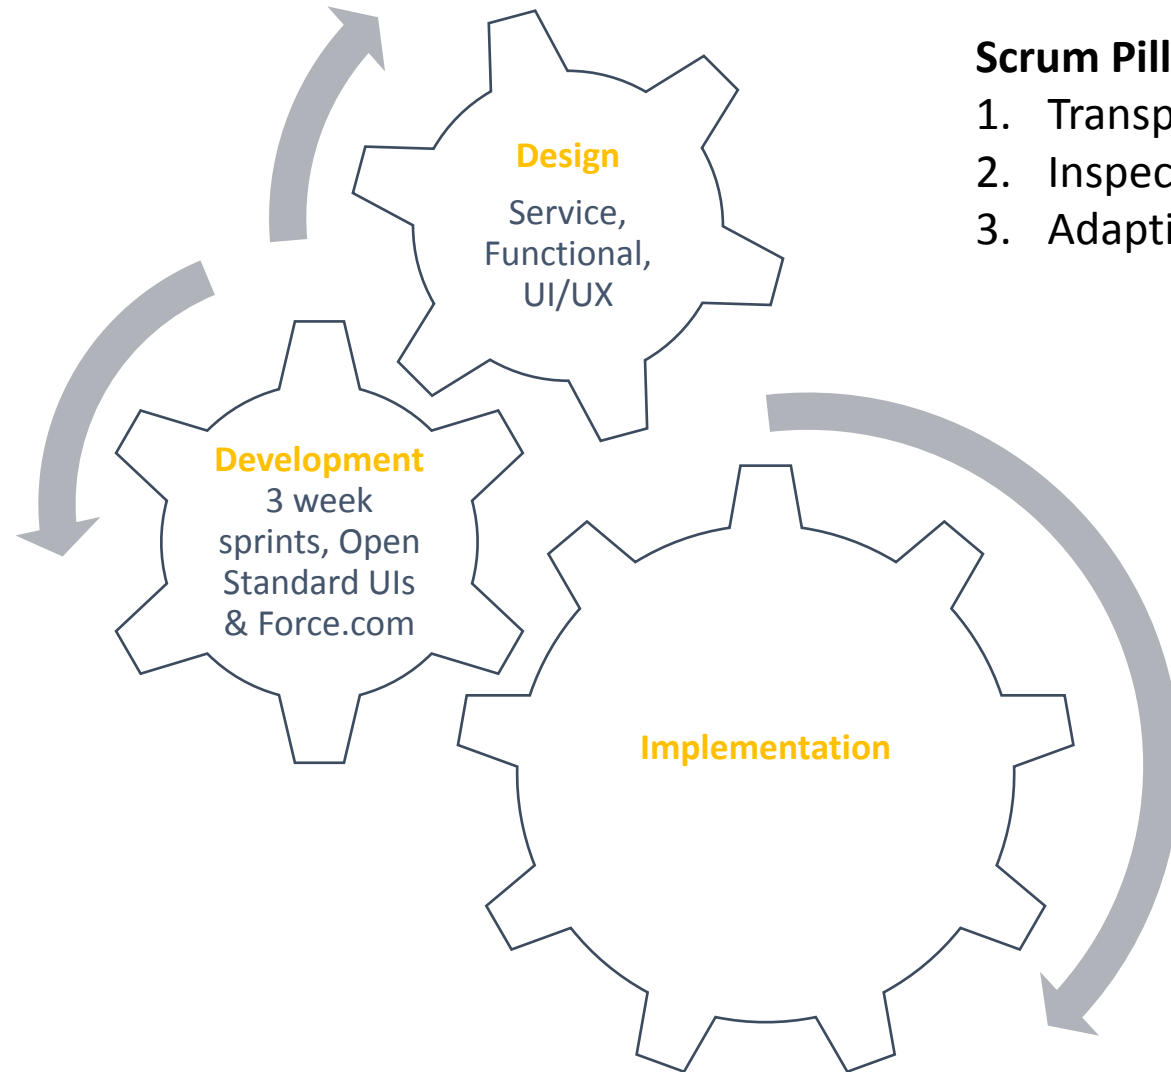 Scrum Pill
1. Transp
2. Inspec
3. Adapti
Design
Service,
Functional,
UI/UX
Development
3 week
sprints, Open
Standard UIs
& Force.com
Implementation